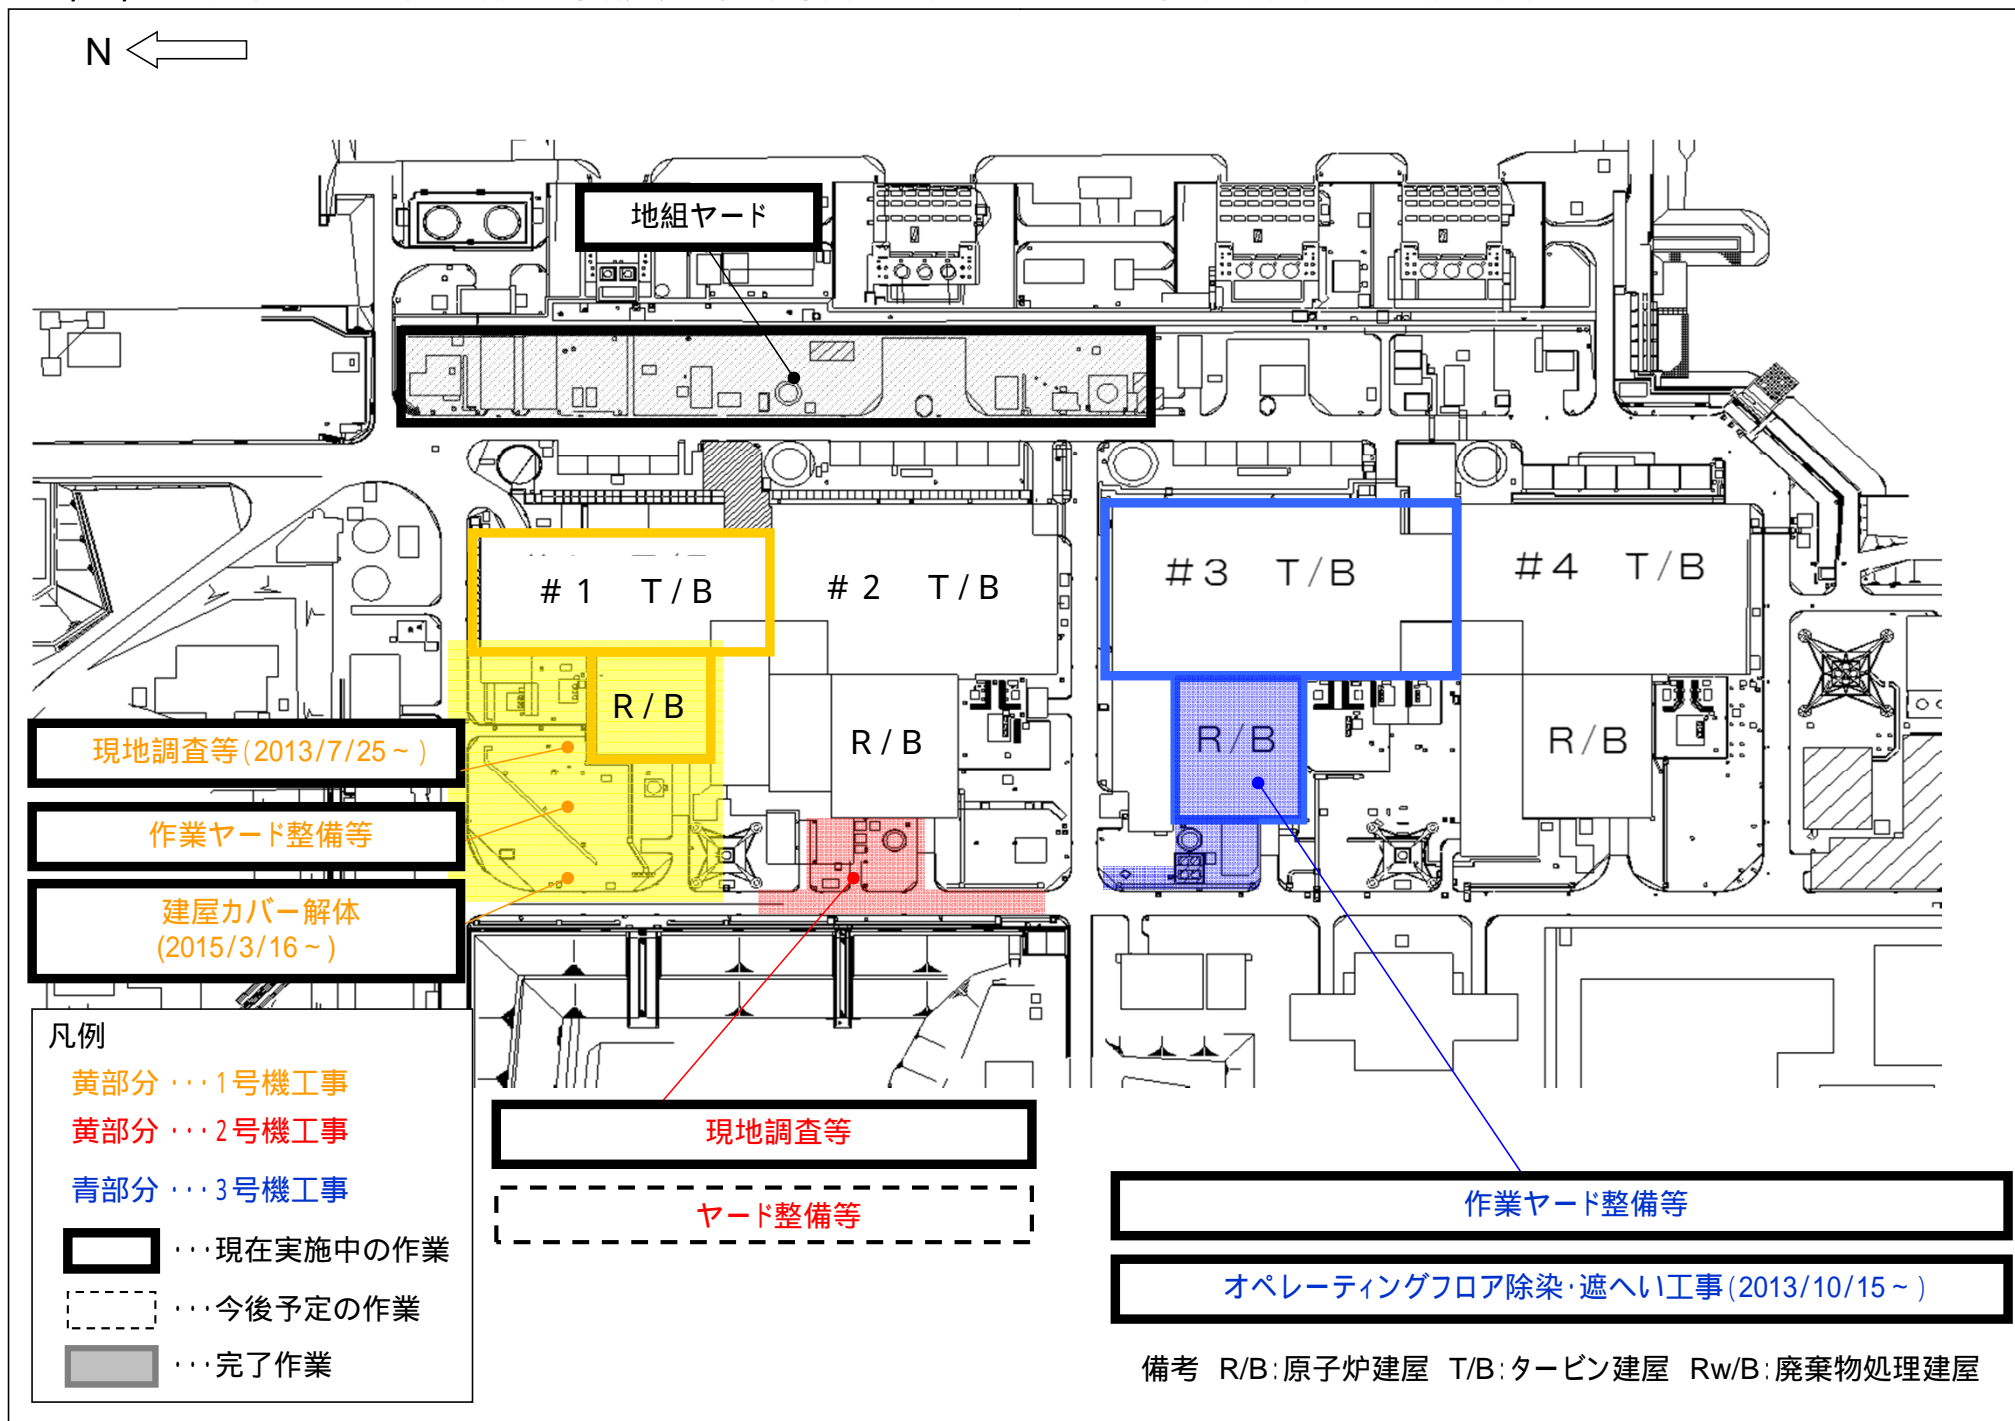 N
地組ヤード
#1 T/B
#2 T/B
#3 T/B
#4 T/B
R/B
R/B
R/B
R/B
現地調査等(2013/7/25~)
作業ヤード整備等
建屋カバー解体
(2015/3/16~)
凡例
黄部分 ・・・1号機工事
黄部分 ・・・2号機工事
青部分 ・・・3号機工事
・・・現在実施中の作業
・・・今後予定の作業
・・・完了作業
現地調査等
ヤード整備等
作業ヤード整備等
オペレーティングフロア除染・遮へい工事(2013/10/15~)
備考 R/B:原子炉建屋 T/B:タービン建屋 Rw/B:廃棄物処理建屋